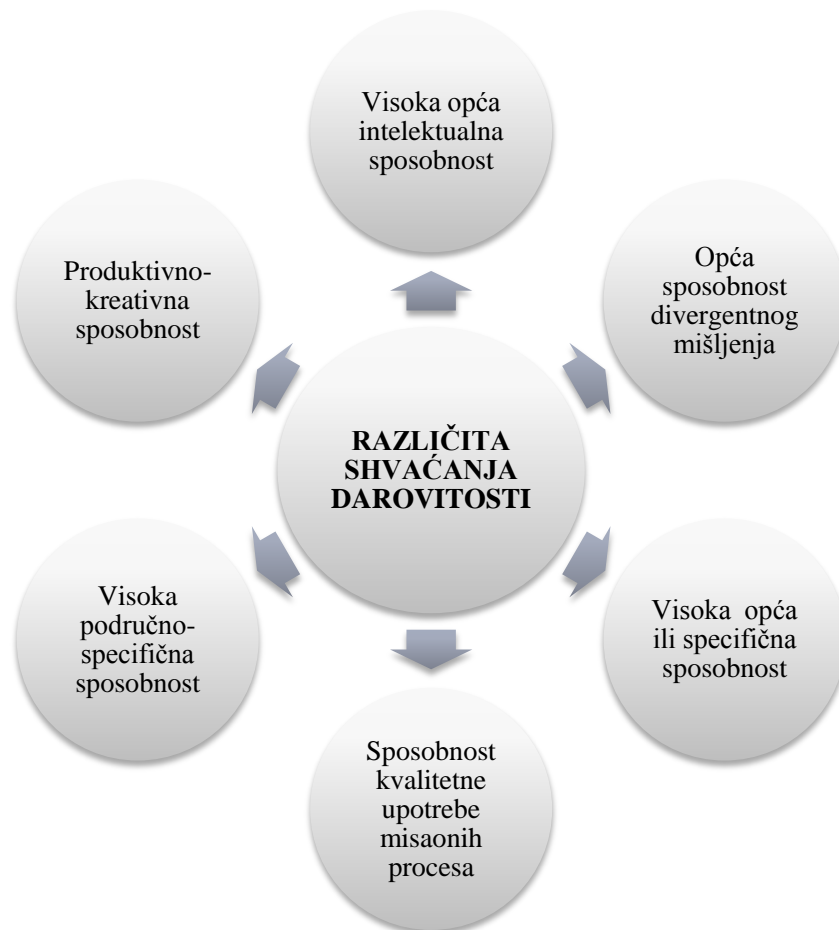 Visoka opća
intelektualna
sposobnost
Opća
sposobnost
divergentnog
mišljenja
Visoka opća
ili specifična
sposobnost
Sposobnost
kvalitetne
upotrebe
misaonih
procesa
Visoka
područno-
specifična
sposobnost
Produktivno-
kreativna
sposobnost
RAZLIČITA
SHVAĆANJA
DAROVITOSTI